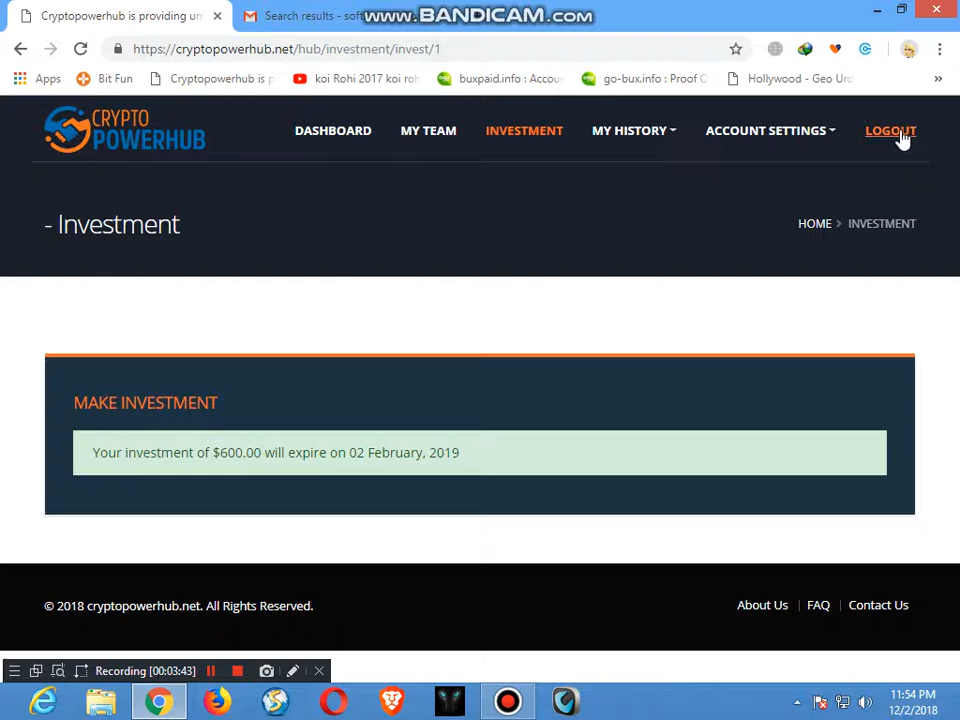 Cryptopowerhub is providing un
Search results - soft
www.BANDICAM.com
https://cryptopowerhub.net/hub/investment/invest/1
Apps
Bit Fun
Cryptopowerhub is p
koi Rohi 2017 koi roh
buxpaid.info : Accou
go-bux.info : Proof O
Hollywood - Geo Urd
»
CRYPTO
POWERHUB
DASHBOARD
MY TEAM
INVESTMENT
MY HISTORY
ACCOUNT SETTINGS
LOGOUT
- Investment
HOME
INVESTMENT
MAKE INVESTMENT
Your investment of $600.00 will expire on 02 February, 2019
© 2018 cryptopowerhub.net. All Rights Reserved.
About Us
FAQ
Contact Us
Recording [00:03:43]
11:54 PM
12/2/2018